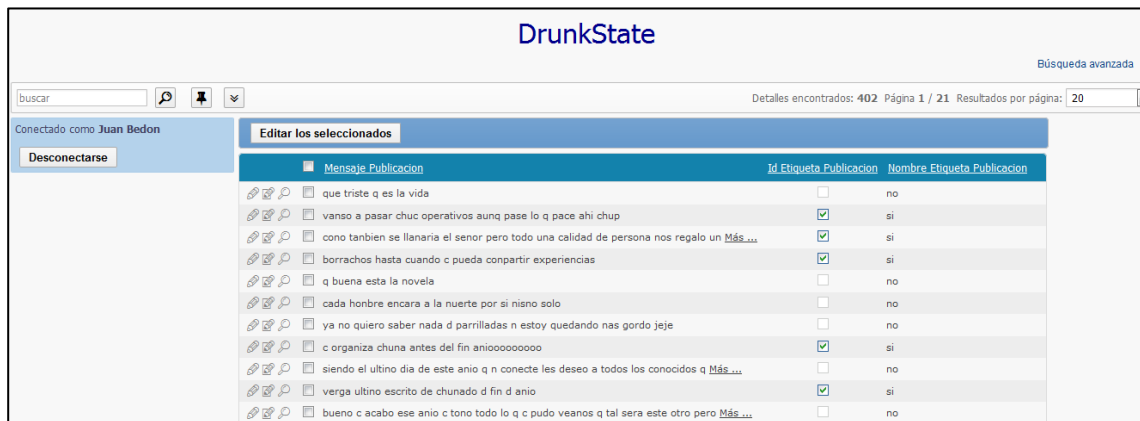 DrunkState
Búsqueda avanzada
buscar Detalles encontrados: 402 Página 1 / 21 Resultados por página: 20
Conectado como Juan Bedon
Desconectarse
Editar los seleccionados
Mensaje Publicacion Id Etiqueta Publicacion Nombre Etiqueta Publicacion
que triste q es la vida no
vanso a pasar chuc operativos aunq pase lo q pace ahi chup si
cono tanbien se llanaria el senor pero todo una calidad de persona nos regalo un Más ... si
borrachos hasta cuando c pueda conpartir experiencias si
q buena esta la novela no
cada honbre encara a la nuerte por si nisno solo no
ya no quiero saber nada d parrilladas n estoy quedando nas gordo jeje no
c organiza chuna antes del fin aniooooooooo si
siendo el ultino dia de este anio q n conecte les deseo a todos los conocidos q Más ... no
verga ultino escrito de chunado d fin d anio si
bueno c acabo ese anio c tono todo lo q c pudo veanos q tal sera este otro pero Más ... no